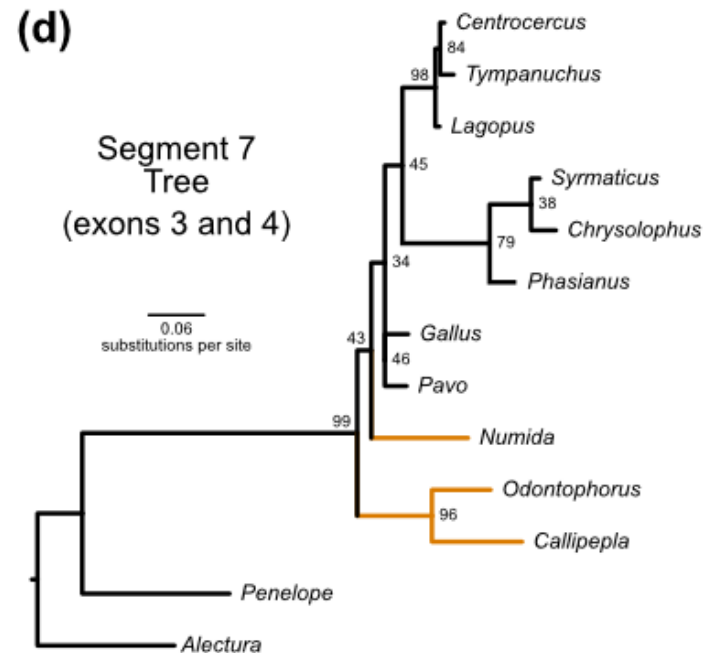 (d)
Segment 7
Tree
(exons 3 and 4)
0.06
substitutions per site
Centrocercus
84
Tympanuchus
98
Lagopus
45
Syrmaticus
38
Chrysolophus
79
Phasianus
34
Gallus
43
46
Pavo
99
Numida
Odontophorus
96
Callipepla
Penelope
Alectura